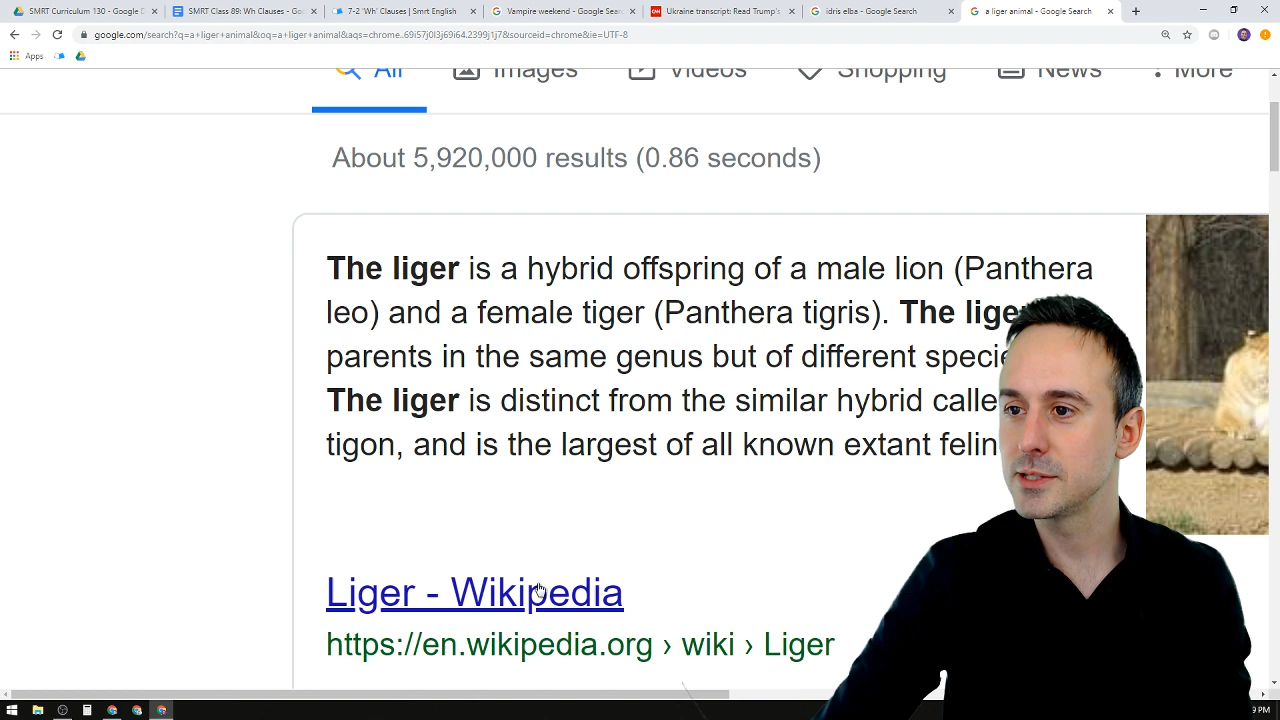 SMRT Curriculum 130 - Google D
SMRT Class 89: Wh Clauses - Goo
7-2 'Wh' Clauses | Smrt English
Vampire weekend - Google Sear
CNN Ukraine transcript: Read Trump's
idris elba - Google Search
a liger animal - Google Search
google.com/search?q=a+liger+animal&oq=a+liger+animal&aqs=chrome..69i57j0l3j69i64.2399j1j7&sourceid=chrome&ie=UTF-8
Apps
All Images Videos Shopping News More
About 5,920,000 results (0.86 seconds)
The liger is a hybrid offspring of a male lion (Panthera
leo) and a female tiger (Panthera tigris). The lige
parents in the same genus but of different specie
The liger is distinct from the similar hybrid calle
tigon, and is the largest of all known extant felin
Liger - Wikipedia
https://en.wikipedia.org › wiki › Liger
9 PM